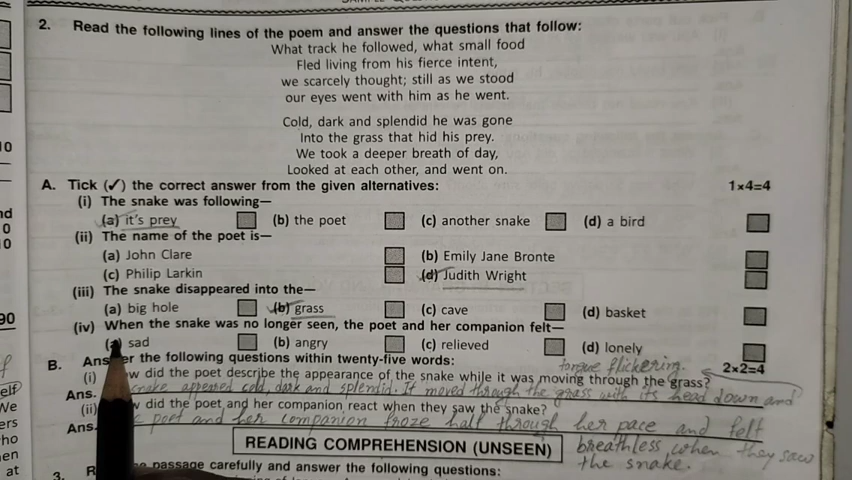 2. Read the following lines of the poem and answer the questions that follow:
What track he followed, what small food
Fled living from his fierce intent,
we scarcely thought; still as we stood
our eyes went with him as he went.
Cold, dark and splendid he was gone
Into the grass that hid his prey.
We took a deeper breath of day,
Looked at each other, and went on.
A. Tick (✓) the correct answer from the given alternatives: 1×4=4
(i) The snake was following—
(a) it's prey (b) the poet (c) another snake (d) a bird
(ii) The name of the poet is—
(a) John Clare (b) Emily Jane Bronte
(c) Philip Larkin (d) Judith Wright
(iii) The snake disappeared into the—
(a) big hole (b) grass (c) cave (d) basket
(iv) When the snake was no longer seen, the poet and her companion felt—
(a) sad (b) angry (c) relieved (d) lonely
B. Answer the following questions within twenty-five words: 2×2=4
tongue flickering.
(i) did the poet describe the appearance of the snake while it was moving through the grass?
Ans. snake appeared cold, dark and splendid. It moved through the grass with its head down and
(ii) did the poet and her companion react when they saw the snake?
Ans. poet and her companion froze half through her pace and felt
breathless when they saw
the snake.
READING COMPREHENSION (UNSEEN)
3. passage carefully and answer the following questions:
10
nd
0
10
90
f
elf
We
ers
ho
en
at